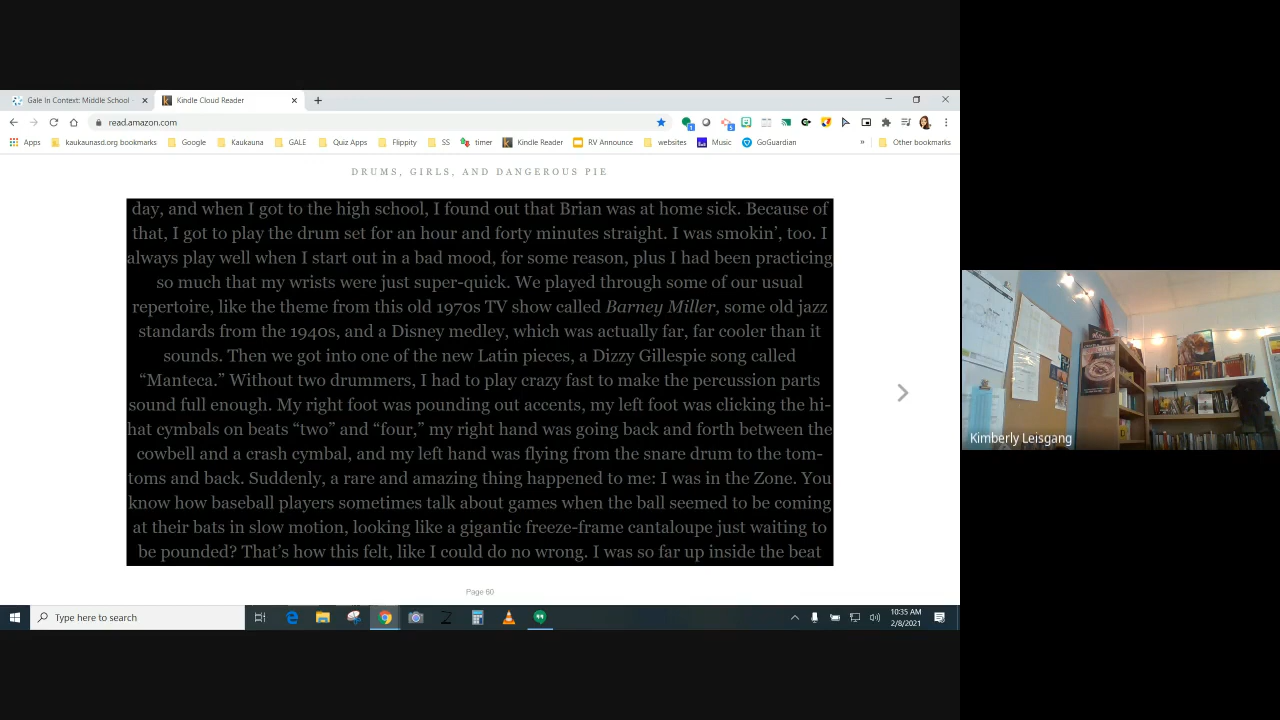 Gale In Context: Middle School
Kindle Cloud Reader
read.amazon.com
Apps
kaukaunasd.org bookmarks
Google
Kaukauna
GALE
Quiz Apps
Flippity
SS
timer
Kindle Reader
RV Announce
websites
Music
GoGuardian
»
Other bookmarks
DRUMS, GIRLS, AND DANGEROUS PIE
day, and when I got to the high school, I found out that Brian was at home sick. Because of
that, I got to play the drum set for an hour and forty minutes straight. I was smokin’, too. I
always play well when I start out in a bad mood, for some reason, plus I had been practicing
so much that my wrists were just super-quick. We played through some of our usual
repertoire, like the theme from this old 1970s TV show called Barney Miller, some old jazz
standards from the 1940s, and a Disney medley, which was actually far, far cooler than it
sounds. Then we got into one of the new Latin pieces, a Dizzy Gillespie song called
“Manteca.” Without two drummers, I had to play crazy fast to make the percussion parts
sound full enough. My right foot was pounding out accents, my left foot was clicking the hi-
hat cymbals on beats “two” and “four,” my right hand was going back and forth between the
cowbell and a crash cymbal, and my left hand was flying from the snare drum to the tom-
toms and back. Suddenly, a rare and amazing thing happened to me: I was in the Zone. You
know how baseball players sometimes talk about games when the ball seemed to be coming
at their bats in slow motion, looking like a gigantic freeze-frame cantaloupe just waiting to
be pounded? That’s how this felt, like I could do no wrong. I was so far up inside the beat
Page 60
Kimberly Leisgang
Type here to search
10:35 AM
2/8/2021